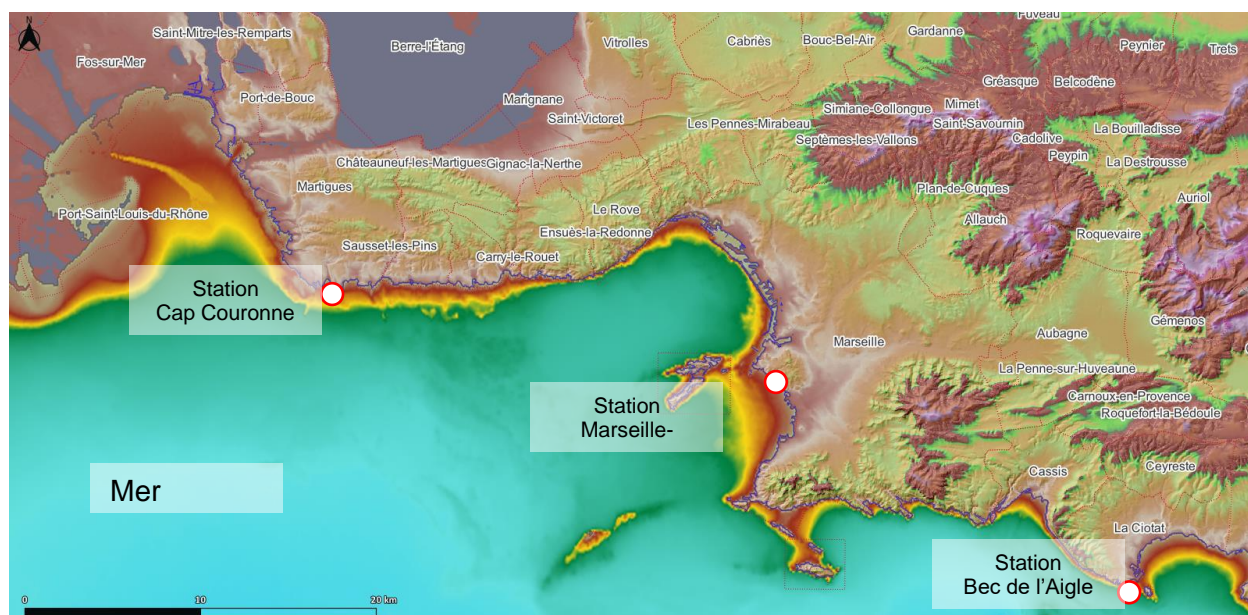 Saint-Mitre-les-Remparts
Fos-sur-Mer
Berre-l'Étang
Vitrolles
Cabriès
Bouc-Bel-Air
Gardanne
Fuveau
Peynier
Trets
Port-de-Bouc
Marignane
Saint-Victoret
Les Pennes-Mirabeau
Simiane-Collongue
Mimet
Gréasque
Belcodène
Saint-Savournin
Septèmes-les-Vallons
Cadolive
La Bouilladisse
Peypin
La Destrousse
Châteauneuf-les-Martigues
Gignac-la-Nerthe
Martigues
Plan-de-Cuques
Auriol
Port-Saint-Louis-du-Rhône
Le Rove
Allauch
Roquevaire
Ensuès-la-Redonne
Sausset-les-Pins
Carry-le-Rouet
Station
Cap Couronne
Gémenos
Aubagne
Marseille
La Penne-sur-Huveaune
Carnoux-en-Provence
Roquefort-la-Bédoule
Station
Marseille-
Cassis
Ceyreste
Mer
La Ciotat
Station
Bec de l'Aigle
0 10 20 km